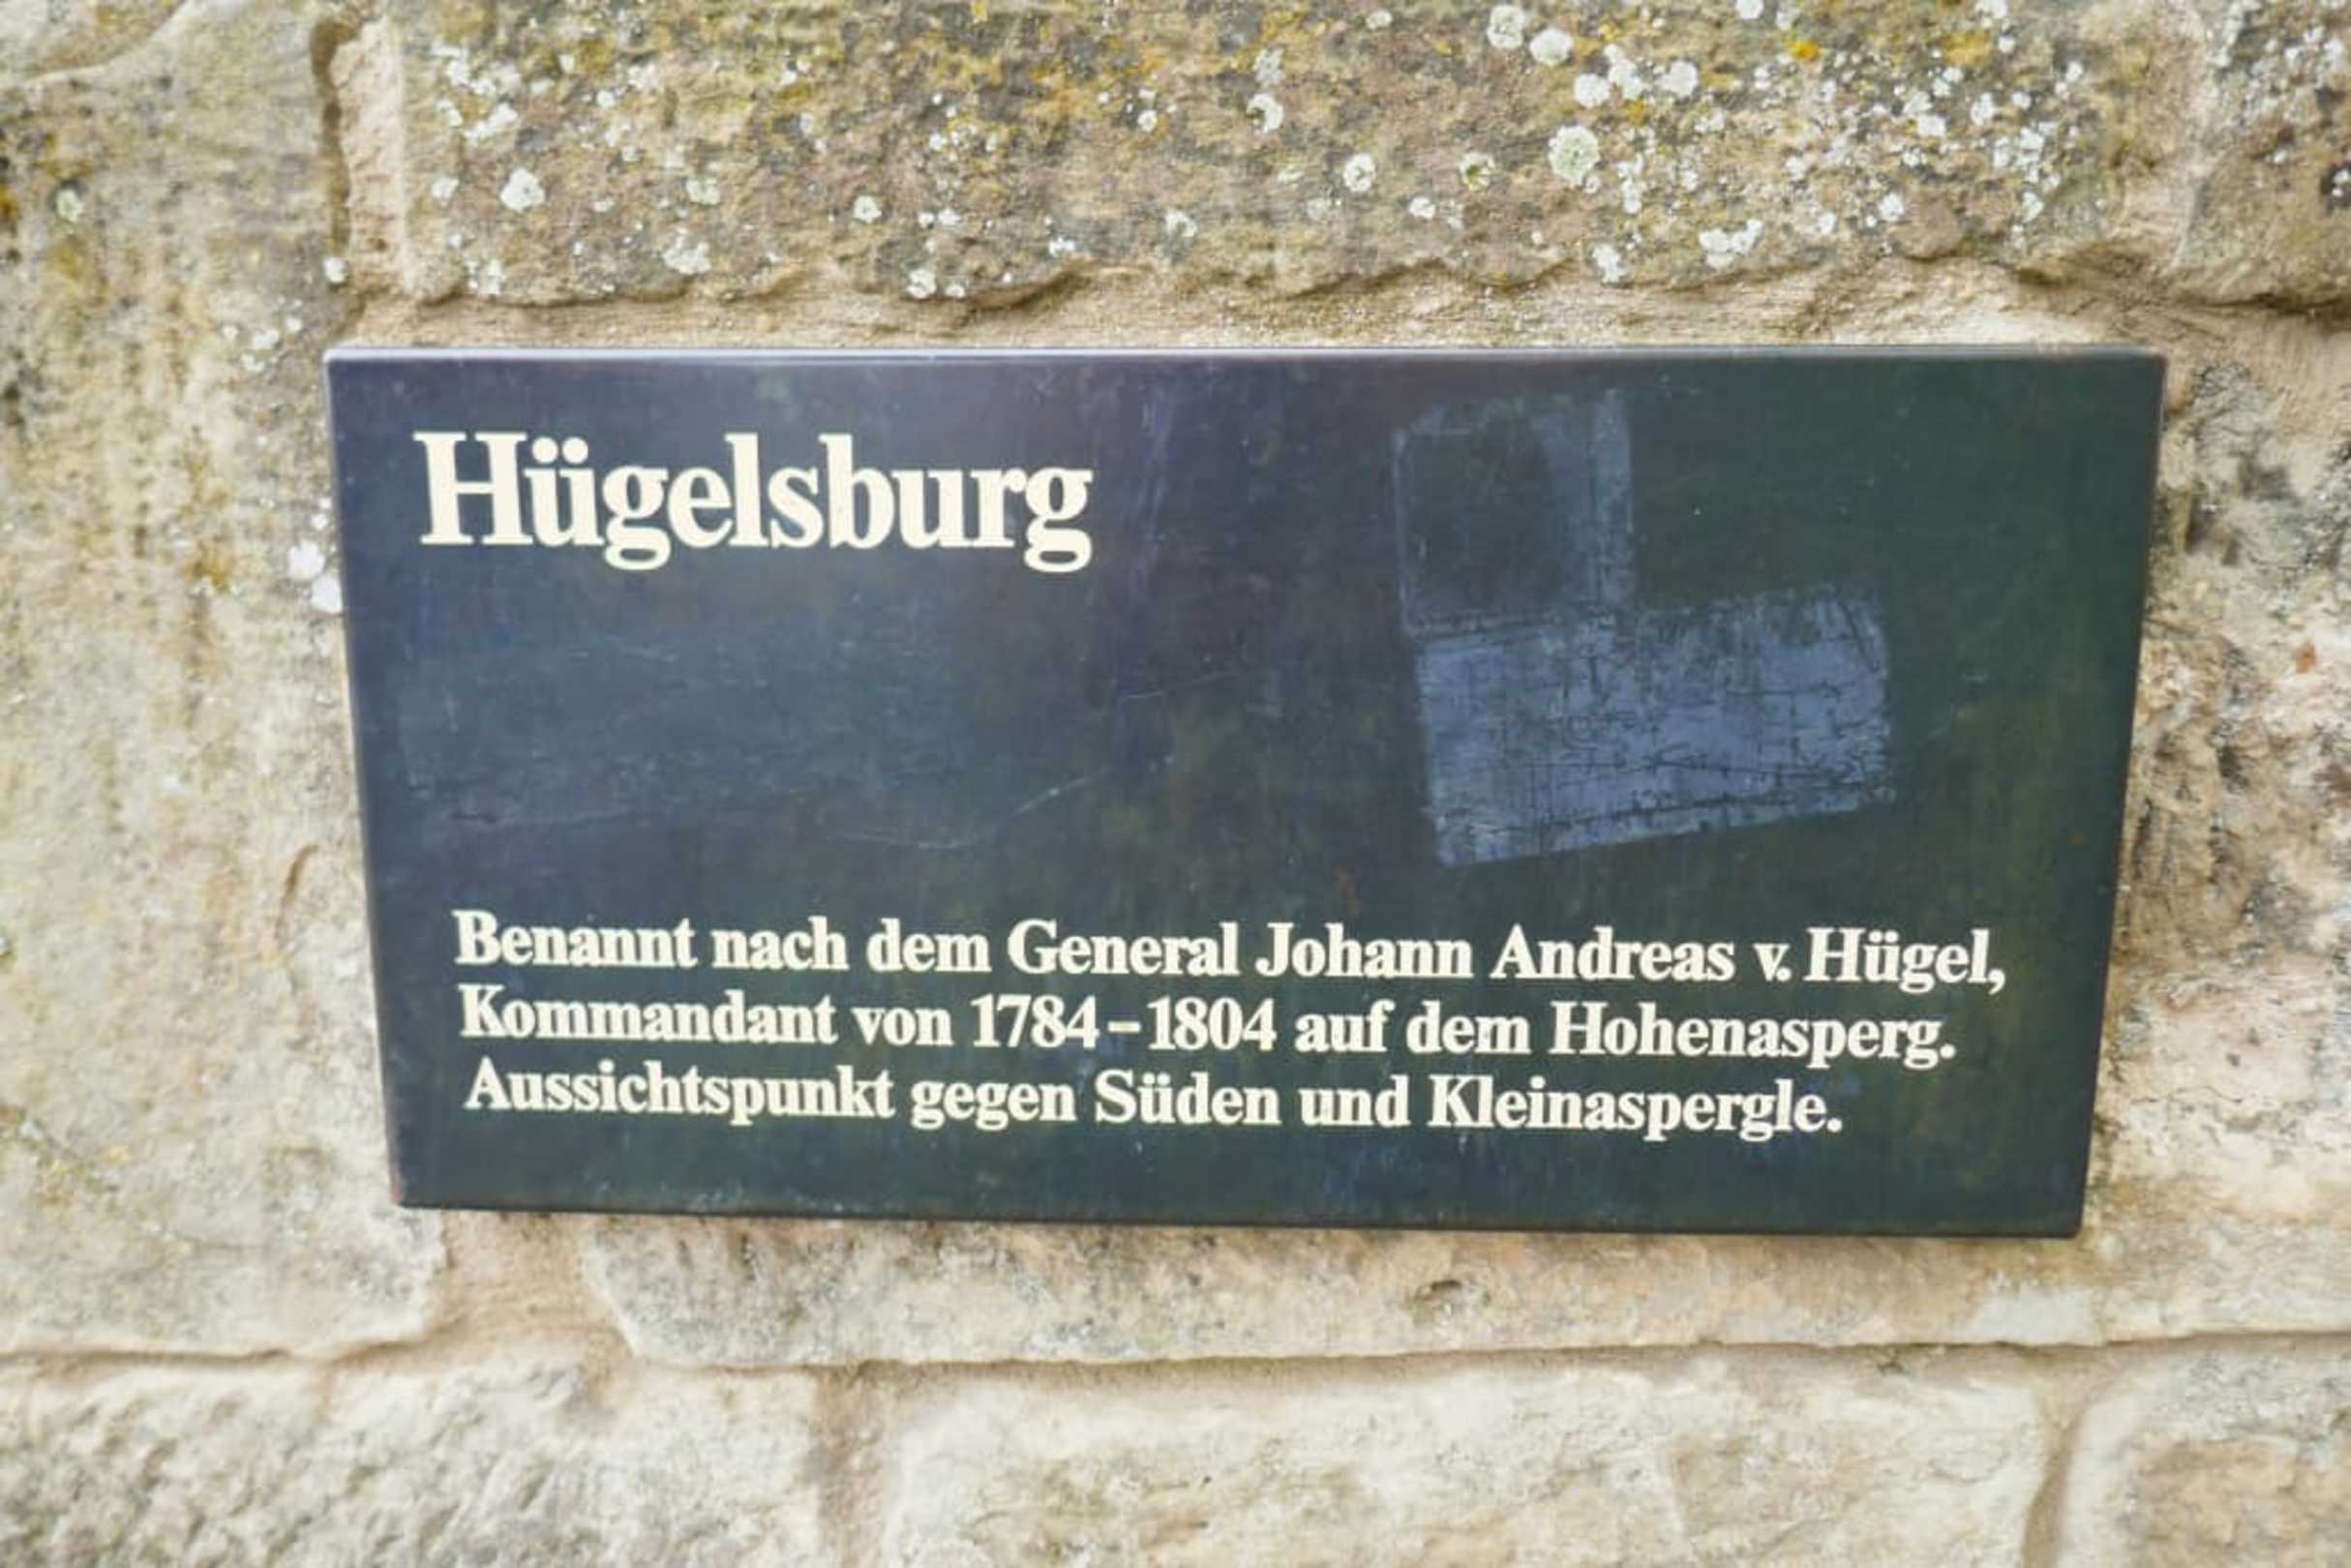 Hügelsburg
Benannt nach dem General Johann Andreas v. Hügel,
Kommandant von 1784–1804 auf dem Hohenasperg.
Aussichtspunkt gegen Süden und Kleinaspergle.